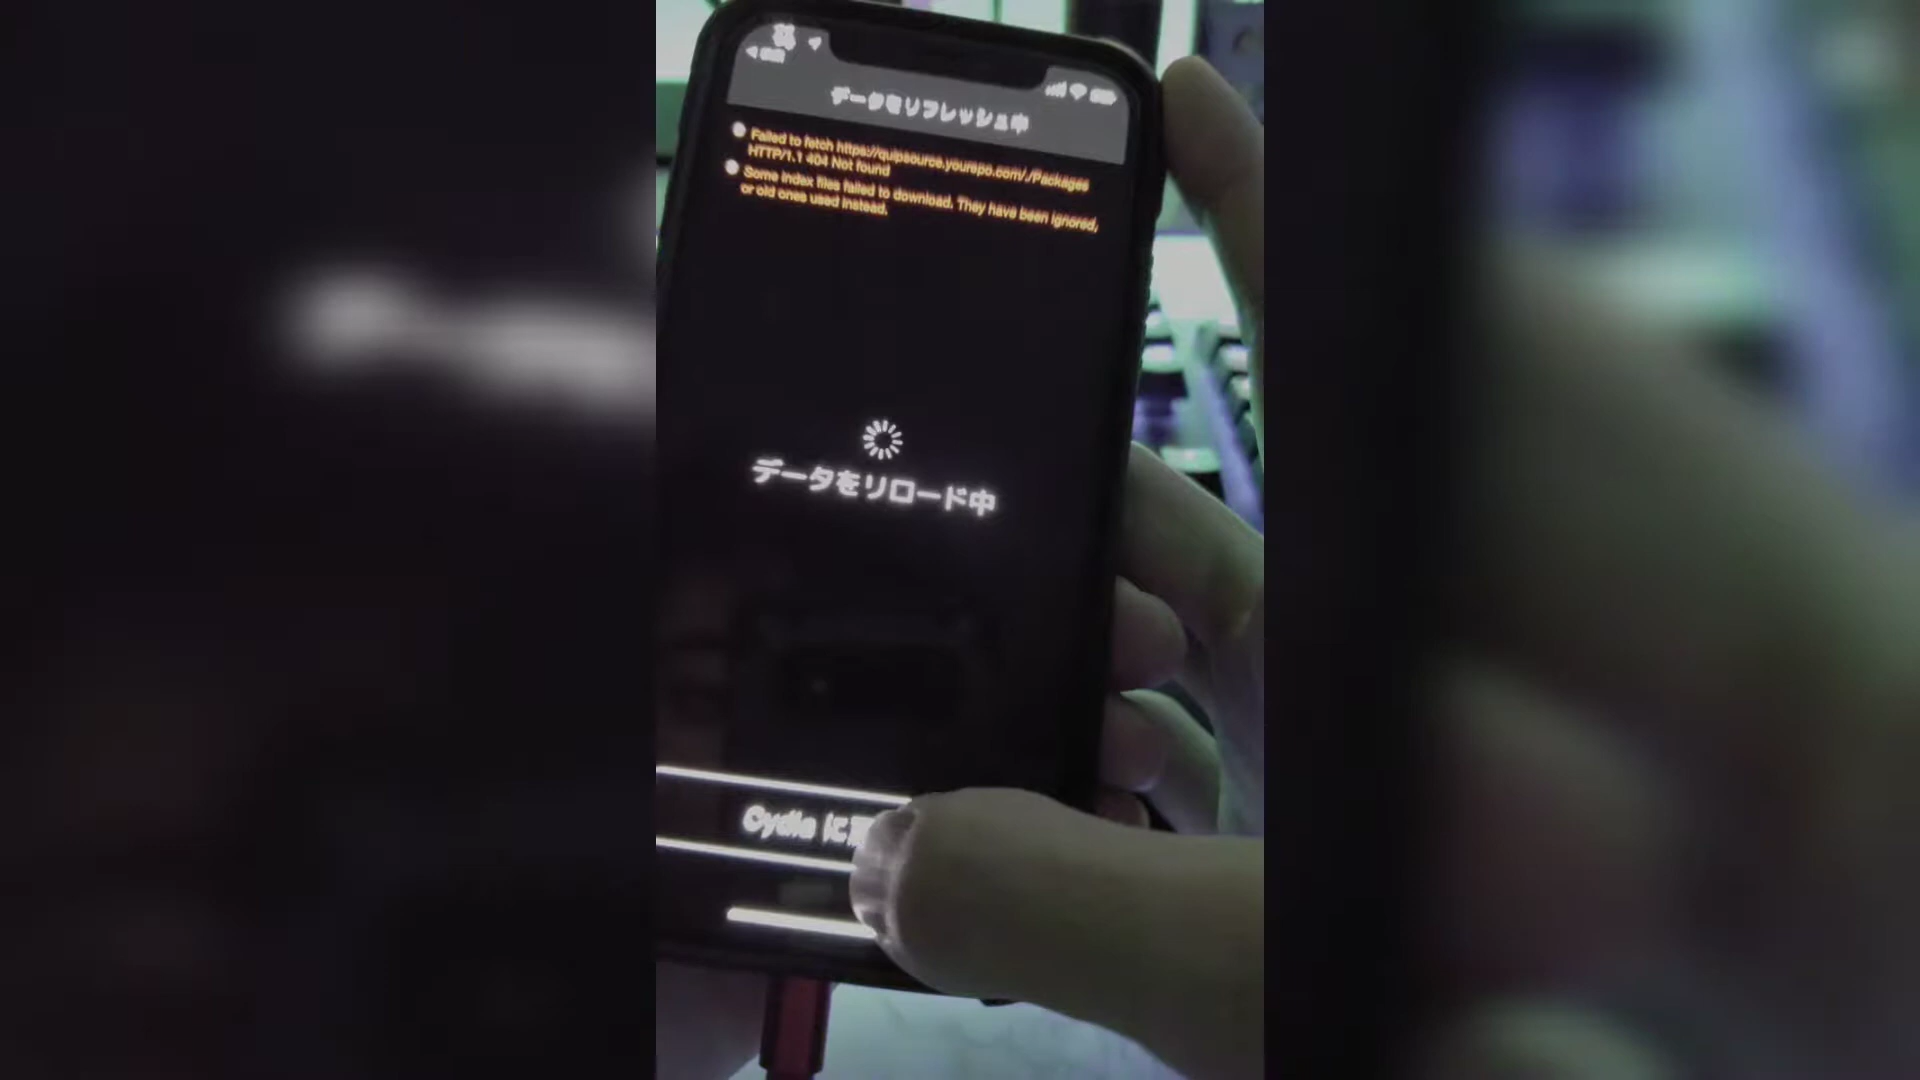 データをリフレッシュ中
Failed to fetch https://quipsource.yourepo.com/./Packages
HTTP/1.1 404 Not found
Some index files failed to download. They have been ignored,
or old ones used instead.
データをリロード中
Cydia に